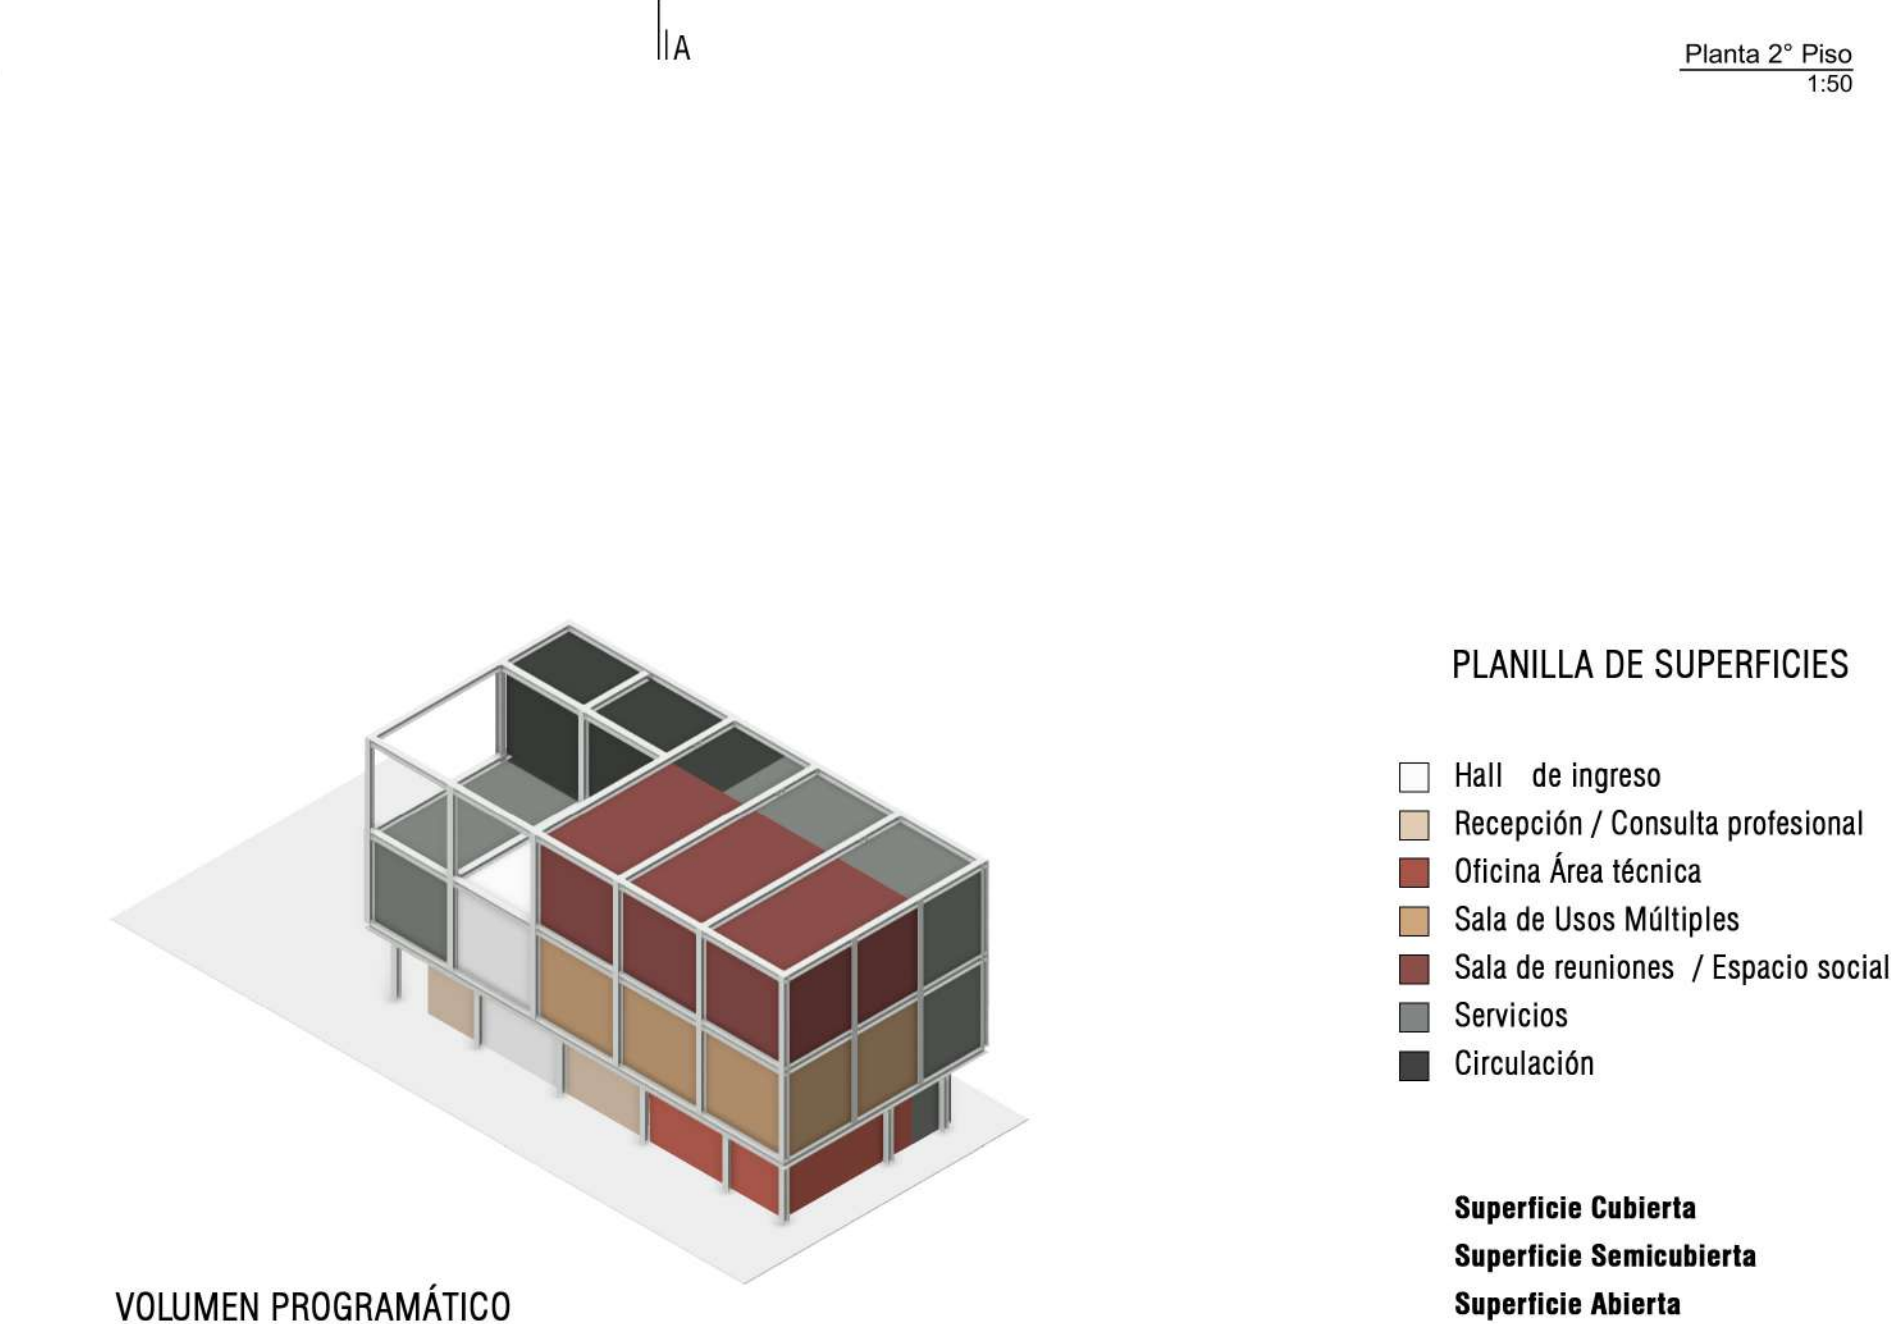 A
Planta 2° Piso
1:50
PLANILLA DE SUPERFICIES
Hall de ingreso
Recepción / Consulta profesional
Oficina Área técnica
Sala de Usos Múltiples
Sala de reuniones / Espacio social
Servicios
Circulación
Superficie Cubierta
Superficie Semicubierta
Superficie Abierta
VOLUMEN PROGRAMÁTICO